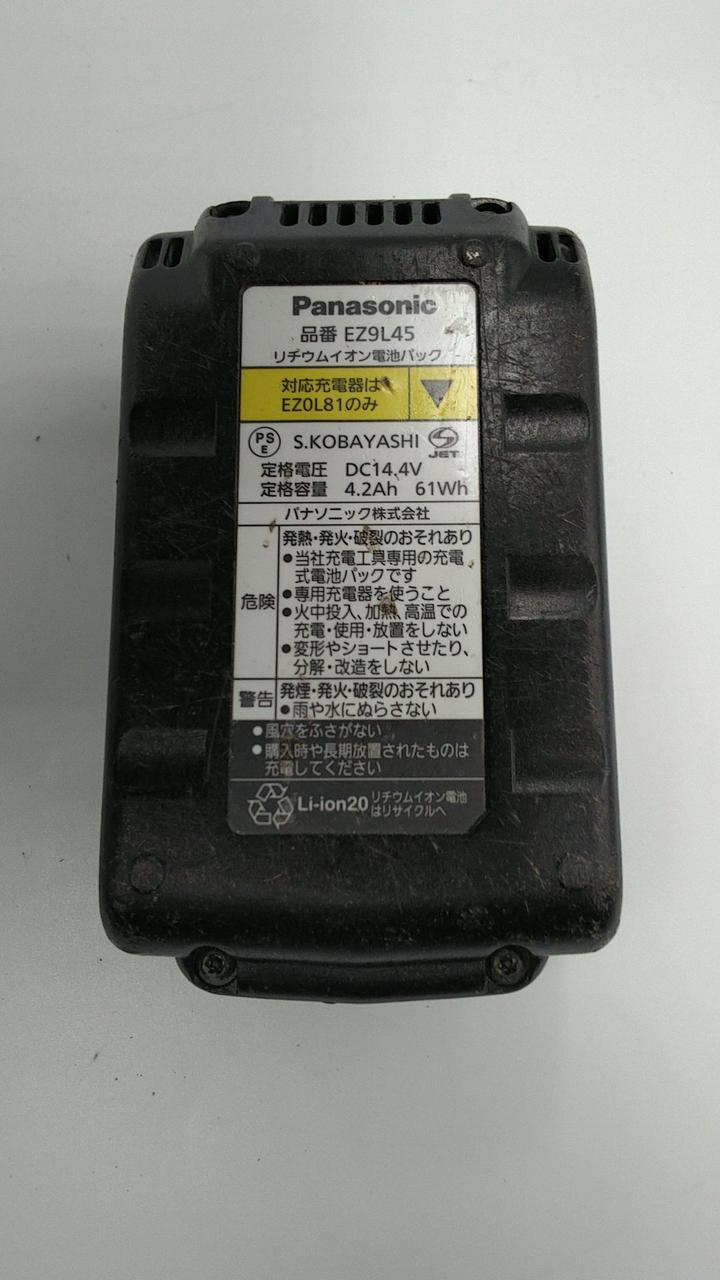 Panasonic
品番 EZ9L45
リチウムイオン電池パック
対応充電器は
EZ0L81のみ
PS
E
S.KOBAYASHI
S
JET
定格電圧 DC14.4V
定格容量 4.2Ah 61Wh
パナソニック株式会社
危険
発熱・発火・破裂のおそれあり
●当社充電工具専用の充電
式電池パックです
●専用充電器を使うこと
●火中投入、加熱、高温での
充電・使用・放置をしない
●変形やショートさせたり、
分解・改造をしない
警告
発煙・発火・破裂のおそれあり
●雨や水にぬらさない
●風穴をふさがない
●購入時や長期放置されたものは
充電してください
Li-ion20
リチウムイオン電池
はリサイクルへ